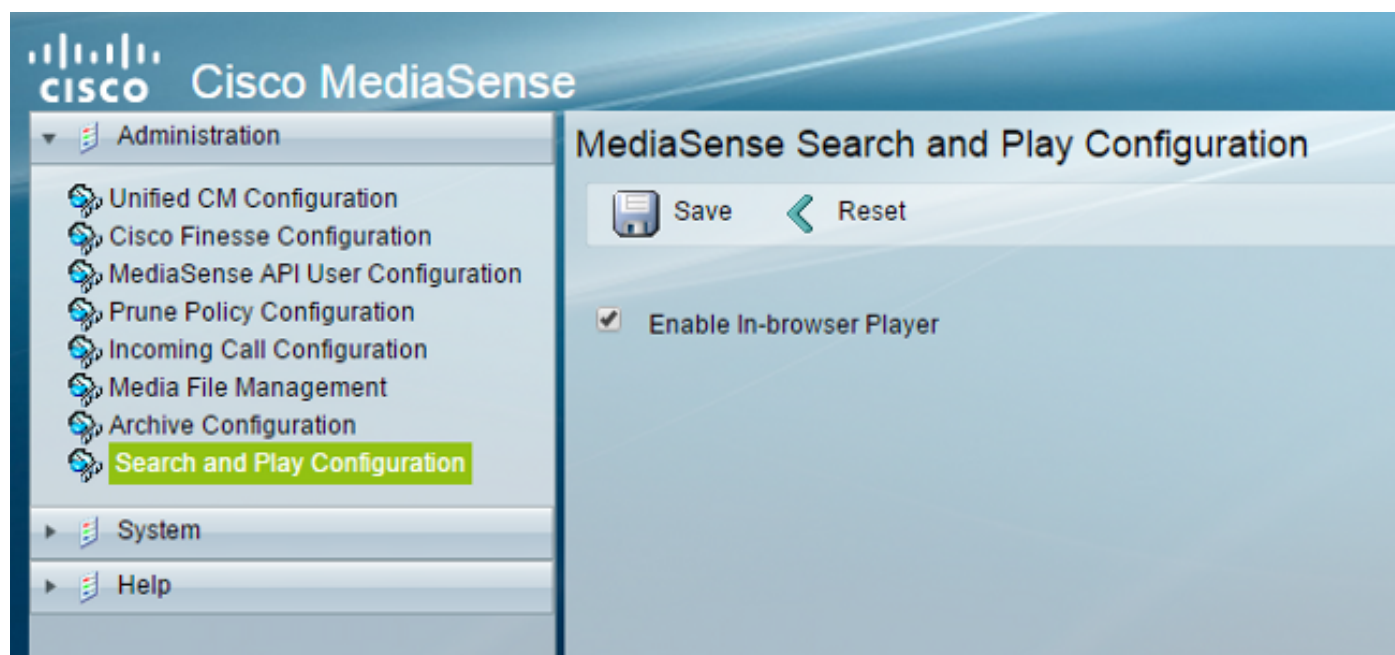 CISCO Cisco MediaSense
Administration
Unified CM Configuration
Cisco Finesse Configuration
MediaSense API User Configuration
Prune Policy Configuration
Incoming Call Configuration
Media File Management
Archive Configuration
Search and Play Configuration
System
Help
MediaSense Search and Play Configuration
Save Reset
Enable In-browser Player